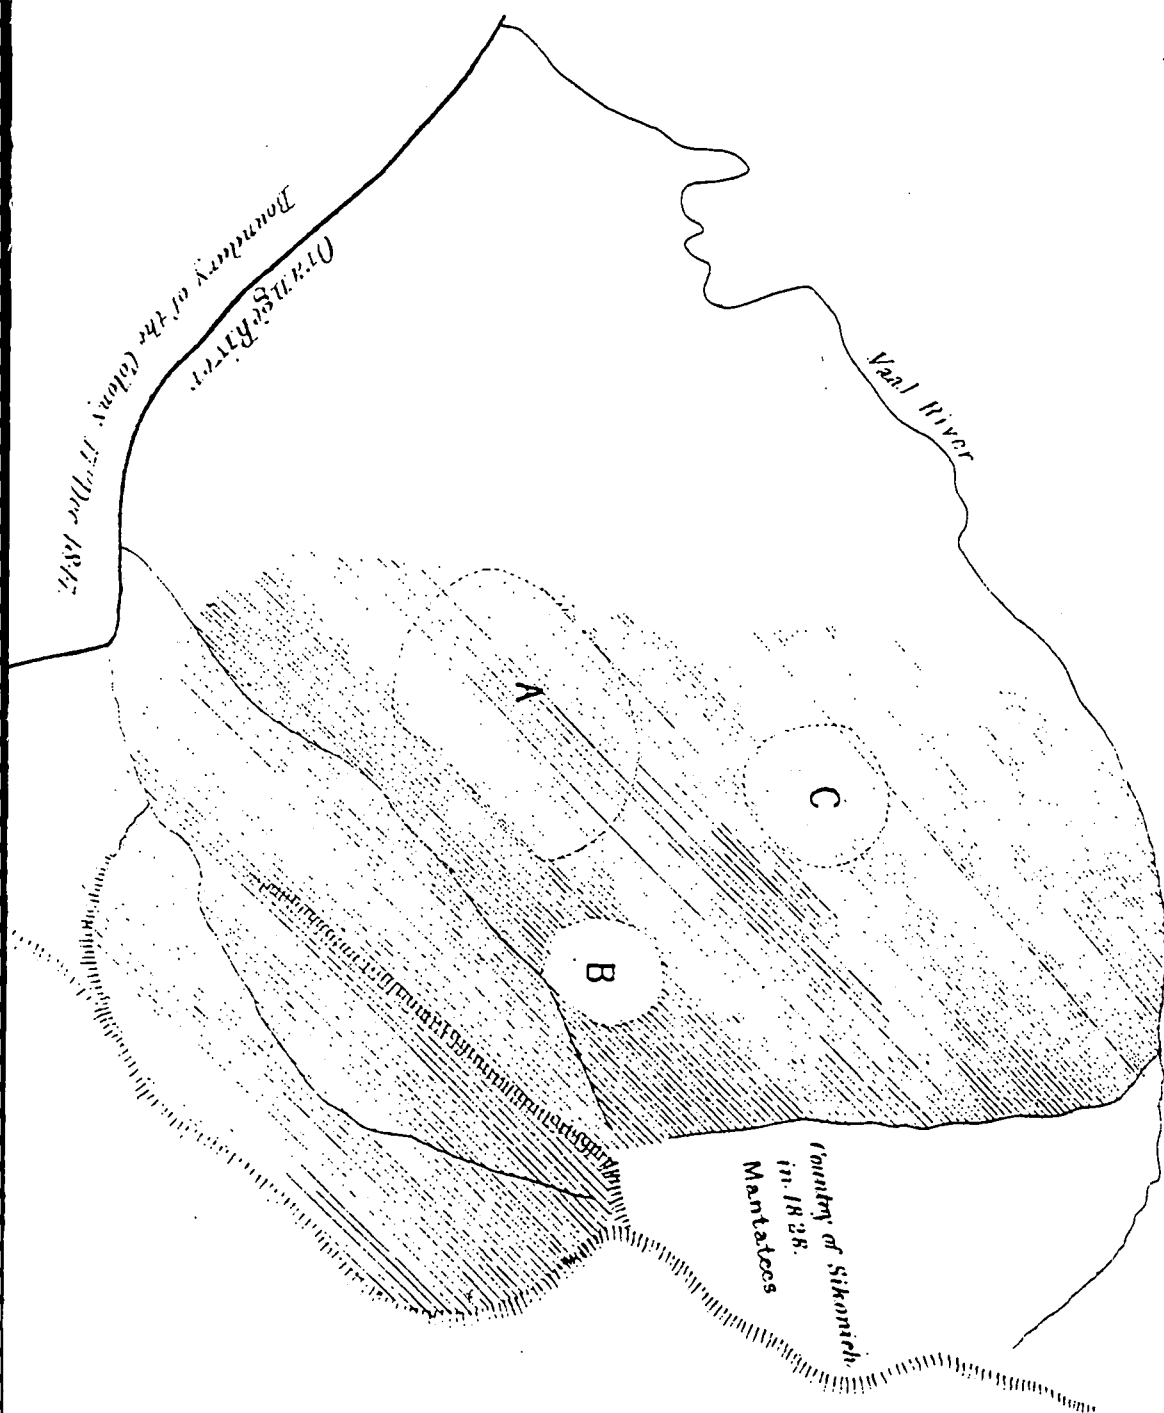 Boundary of the Colony 17 Dec 1847.
Orange River
Vaal River
A
C
B
Country of Sikonieh
in 1828.
Mantatees